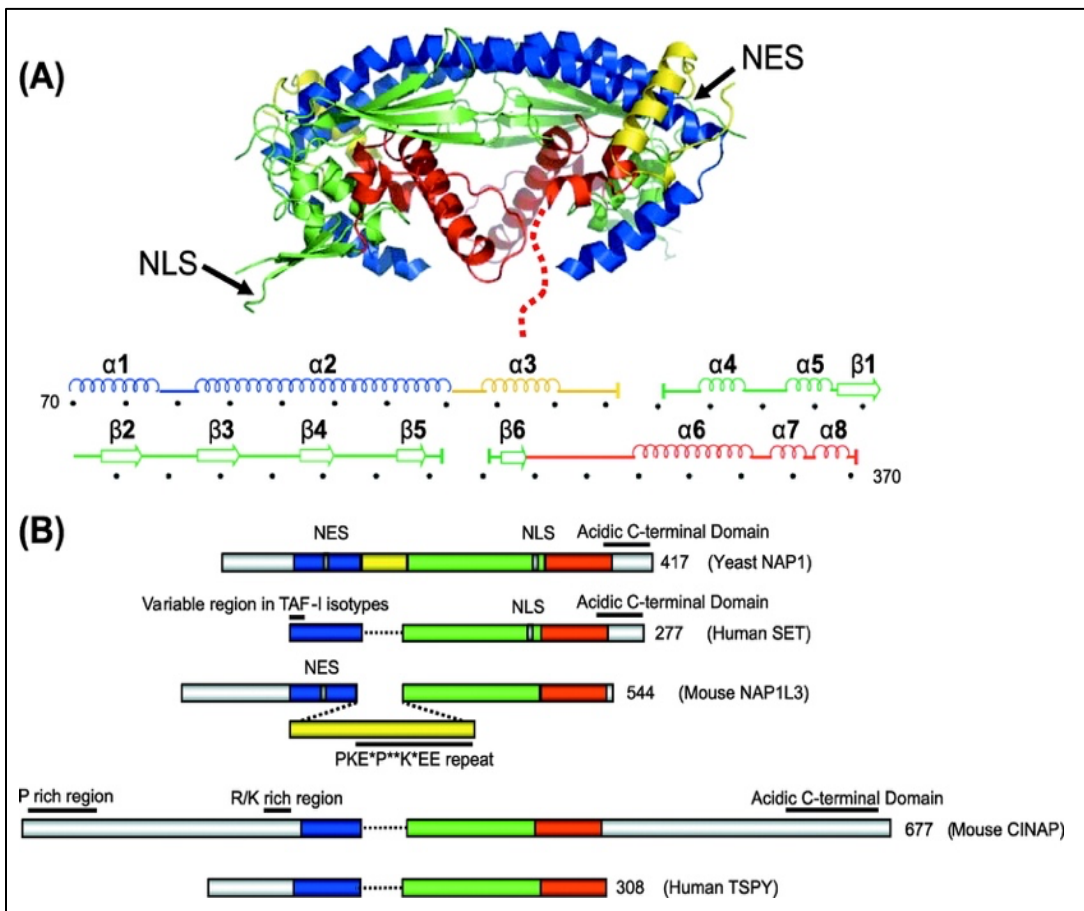 (A)
NES
NLS
α1 α2 α3 α4 α5 β1
70
β2 β3 β4 β5 β6 α6 α7 α8
370
(B)
NES NLS Acidic C-terminal Domain
417 (Yeast NAP1)
Variable region in TAF-I isotypes NLS Acidic C-terminal Domain
277 (Human SET)
NES
544 (Mouse NAP1L3)
PKE*P**K*EE repeat
P rich region R/K rich region Acidic C-terminal Domain
677 (Mouse CINAP)
308 (Human TSPY)